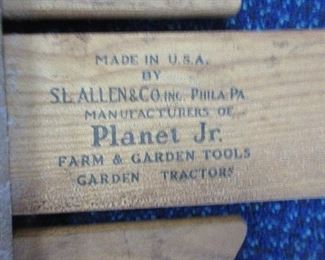 MADE IN U.S.A.
BY
S.L. ALLEN & CO. INC. PHILA. PA
MANUFACTURERS OF
Planet Jr.
FARM & GARDEN TOOLS
GARDEN TRACTORS